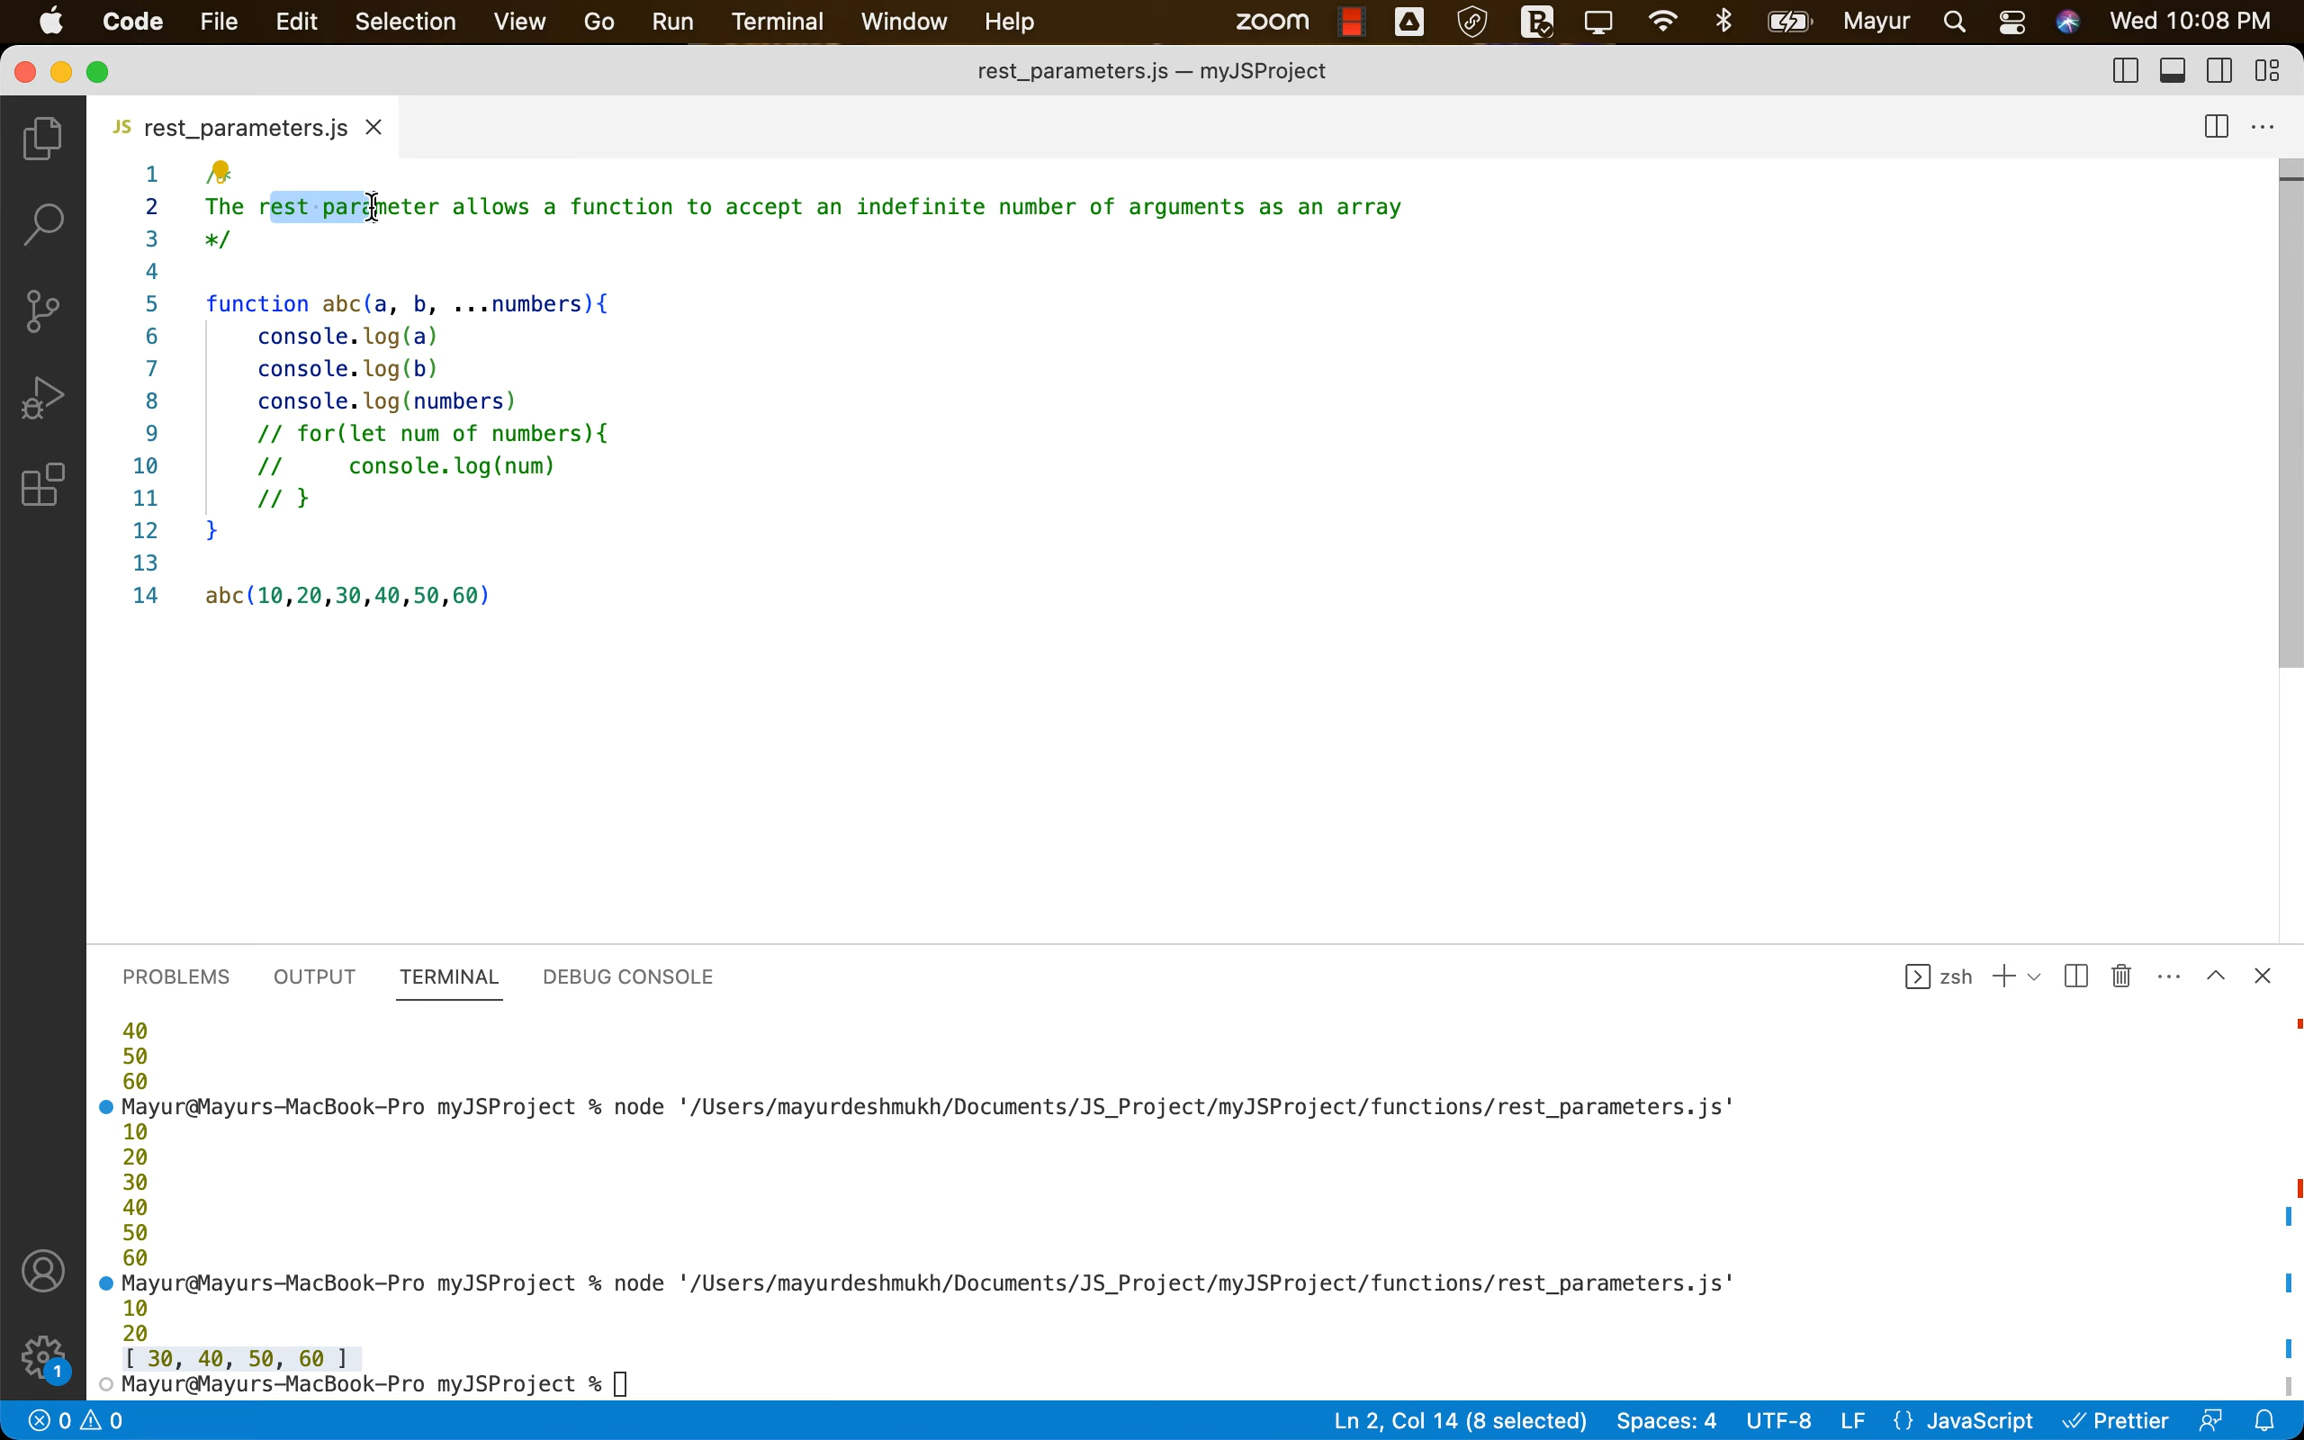 Code File Edit Selection View Go Run Terminal Window Help zoom Mayur Wed 10:08 PM
rest_parameters.js — myJSProject
JS rest_parameters.js
1 /*
2 The rest parameter allows a function to accept an indefinite number of arguments as an array
3 */
4
5 function abc(a, b, ...numbers){
6 console.log(a)
7 console.log(b)
8 console.log(numbers)
9 // for(let num of numbers){
10 //     console.log(num)
11 // }
12 }
13
14 abc(10,20,30,40,50,60)
PROBLEMS OUTPUT TERMINAL DEBUG CONSOLE zsh
40
50
60
Mayur@Mayurs-MacBook-Pro myJSProject % node '/Users/mayurdeshmukh/Documents/JS_Project/myJSProject/functions/rest_parameters.js'
10
20
30
40
50
60
Mayur@Mayurs-MacBook-Pro myJSProject % node '/Users/mayurdeshmukh/Documents/JS_Project/myJSProject/functions/rest_parameters.js'
10
20
[ 30, 40, 50, 60 ]
Mayur@Mayurs-MacBook-Pro myJSProject %
1
0 0 Ln 2, Col 14 (8 selected) Spaces: 4 UTF-8 LF {} JavaScript Prettier